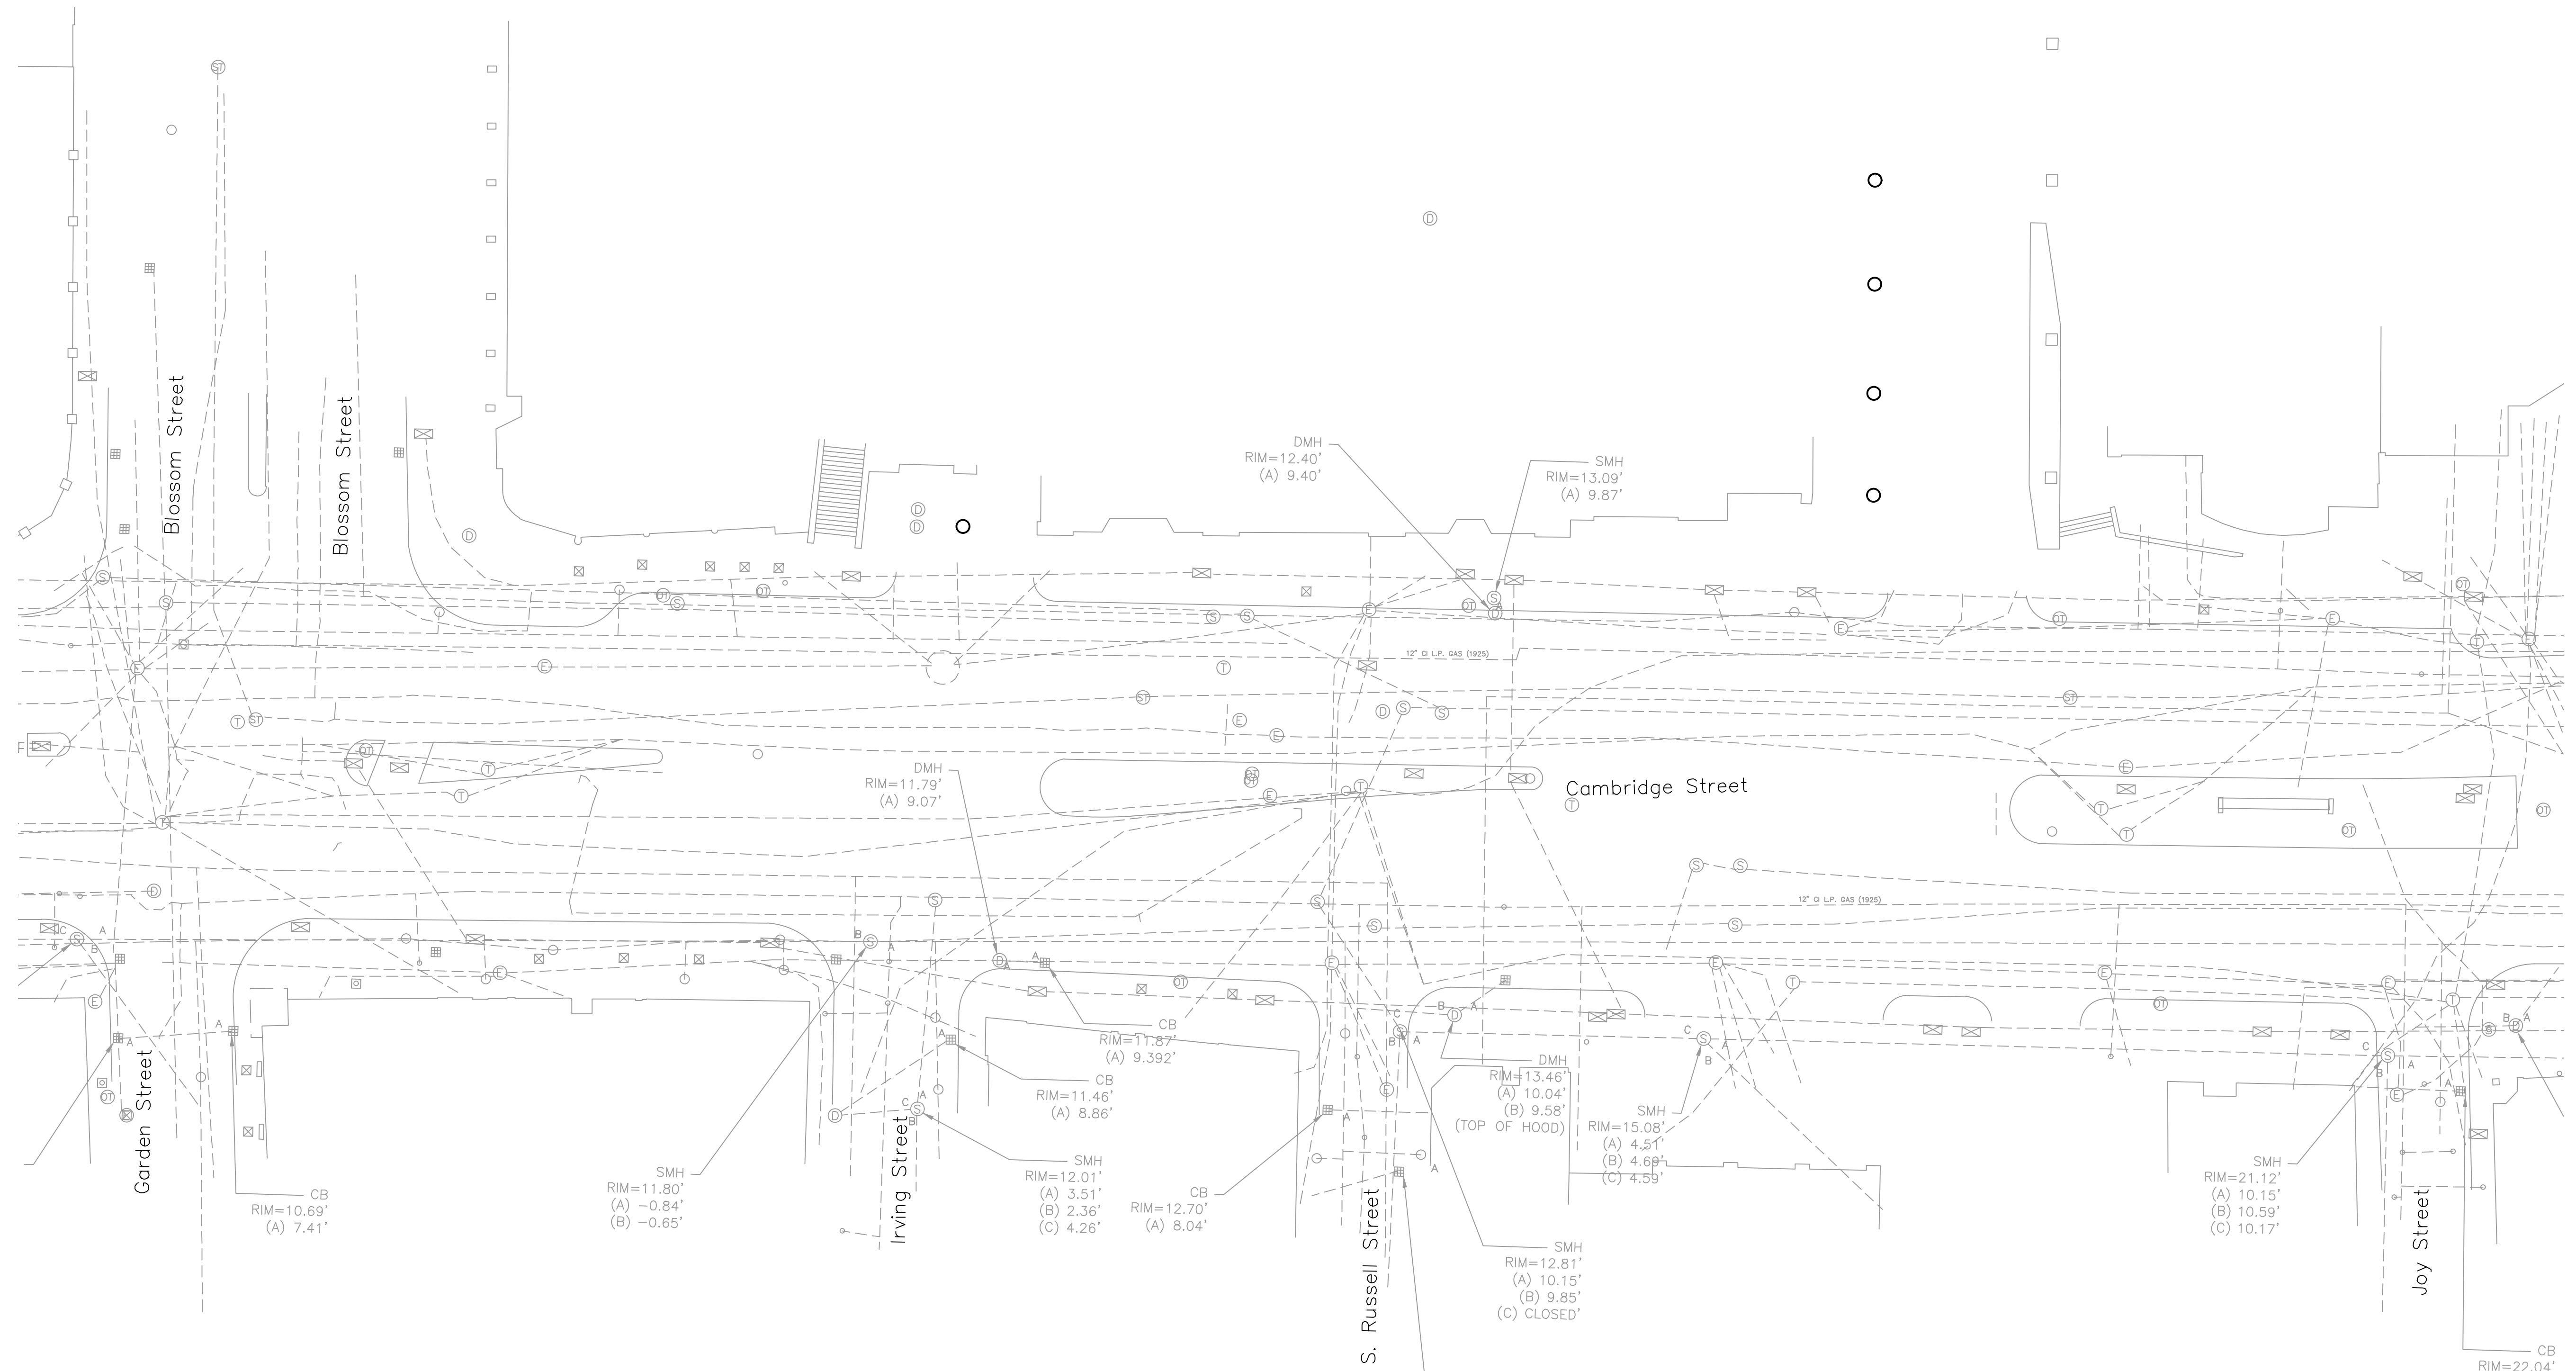 Blossom Street
Blossom Street
DMH
RIM=12.40'
(A) 9.40'
SMH
RIM=13.09'
(A) 9.87'
12" CI L.P. GAS (1925)
Cambridge Street
DMH
RIM=11.79'
(A) 9.07'
12" CI L.P. GAS (1925)
CB
RIM=11.87'
(A) 9.392'
CB
RIM=11.46'
(A) 8.86'
DMH
RIM=13.46'
(A) 10.04'
(B) 9.58'
(TOP OF HOOD)
SMH
RIM=15.08'
(A) 4.51'
(B) 4.69'
(C) 4.59'
Garden Street
CB
RIM=10.69'
(A) 7.41'
SMH
RIM=11.80'
(A) -0.84'
(B) -0.65'
Irving Street
SMH
RIM=12.01'
(A) 3.51'
(B) 2.36'
(C) 4.26'
CB
RIM=12.70'
(A) 8.04'
S. Russell Street
SMH
RIM=12.81'
(A) 10.15'
(B) 9.85'
(C) CLOSED'
SMH
RIM=21.12'
(A) 10.15'
(B) 10.59'
(C) 10.17'
Joy Street
CB
RIM=22.04'